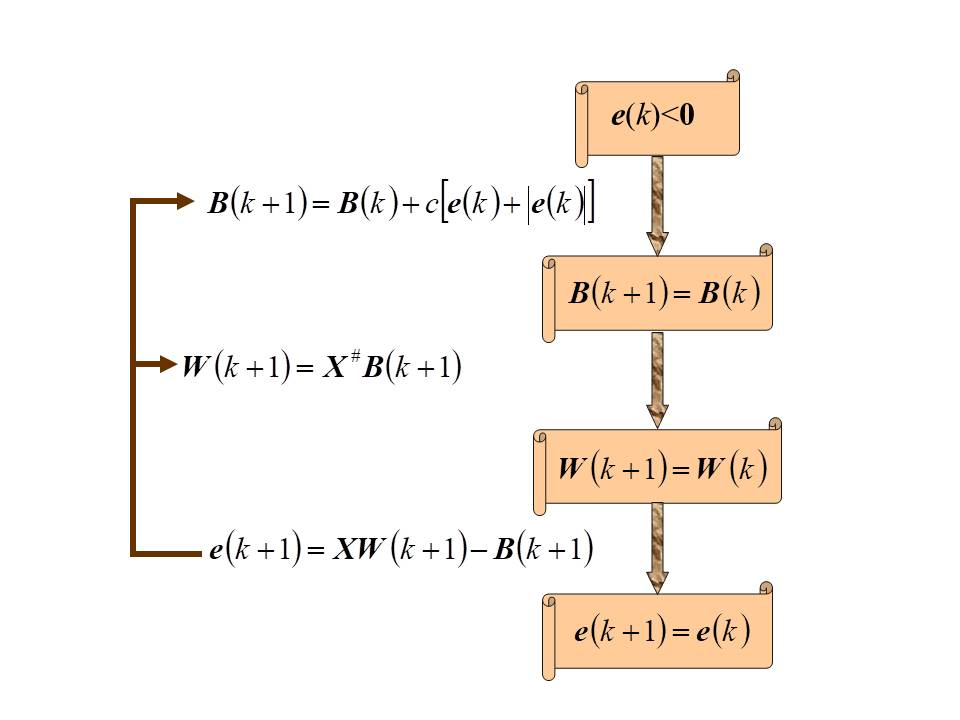 e(k)<0
B(k+1)=B(k)+c[e(k)+|e(k)|]
B(k+1)=B(k)
W(k+1)=X^#B(k+1)
W(k+1)=W(k)
e(k+1)=XW(k+1)−B(k+1)
e(k+1)=e(k)